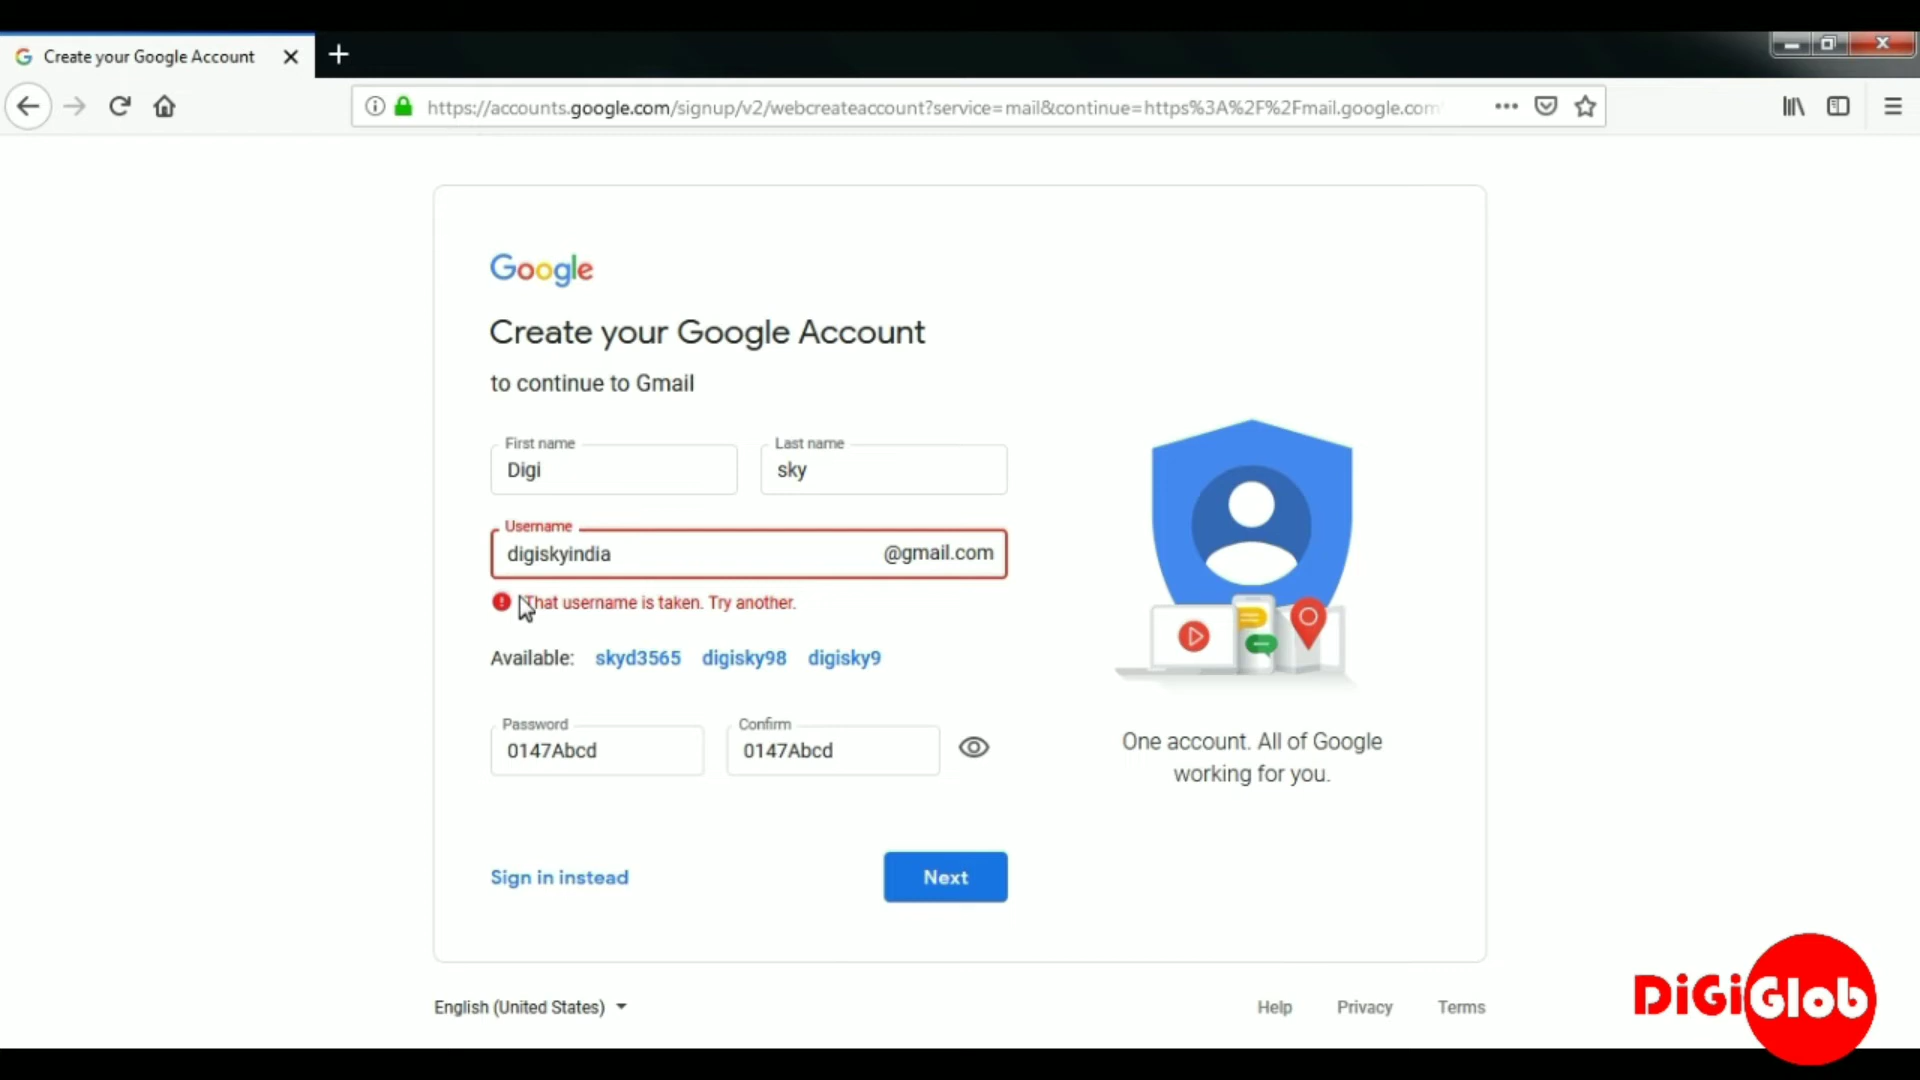 Create your Google Account
https://accounts.google.com/signup/v2/webcreateaccount?service=mail&continue=https%3A%2F%2Fmail.google.com
Google
Create your Google Account
to continue to Gmail
First name
Last name
Digi
sky
Username
digiskyindia
@gmail.com
That username is taken. Try another.
Available: skyd3565 digisky98 digisky9
Password
Confirm
0147Abcd
0147Abcd
One account. All of Google
working for you.
Sign in instead
Next
English (United States)
Help
Privacy
Terms
DiGiGlob